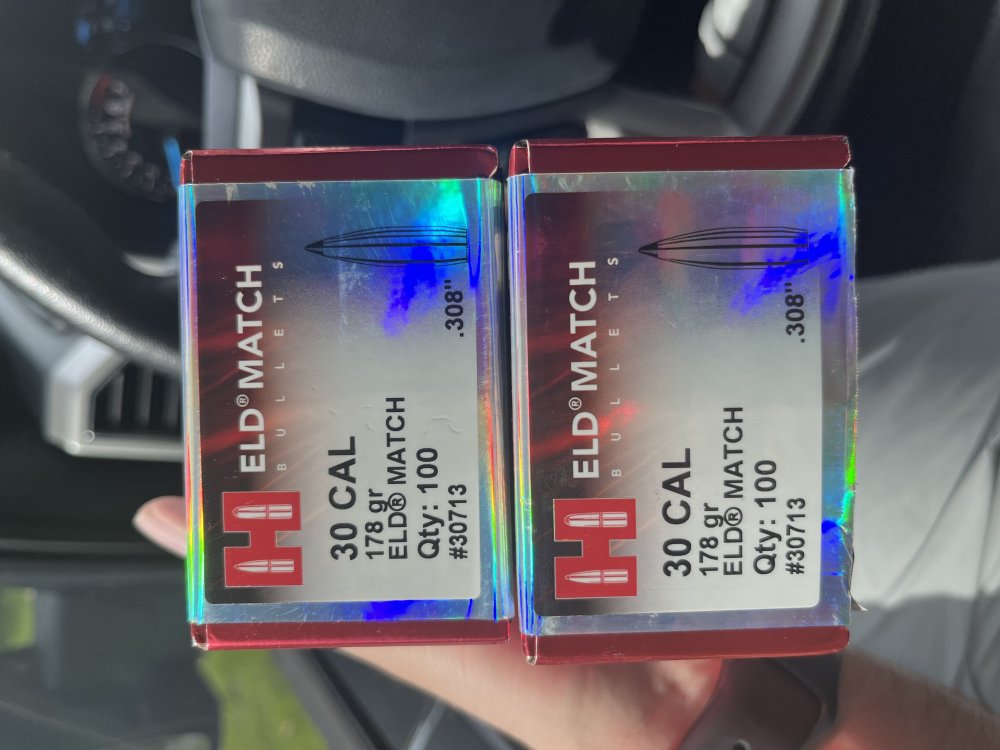 ELD® MATCH
BULLETS
.308"
30 CAL
178 gr
ELD® MATCH
Qty: 100
#30713
ELD® MATCH
BULLETS
.308"
30 CAL
178 gr
ELD® MATCH
Qty: 100
#30713